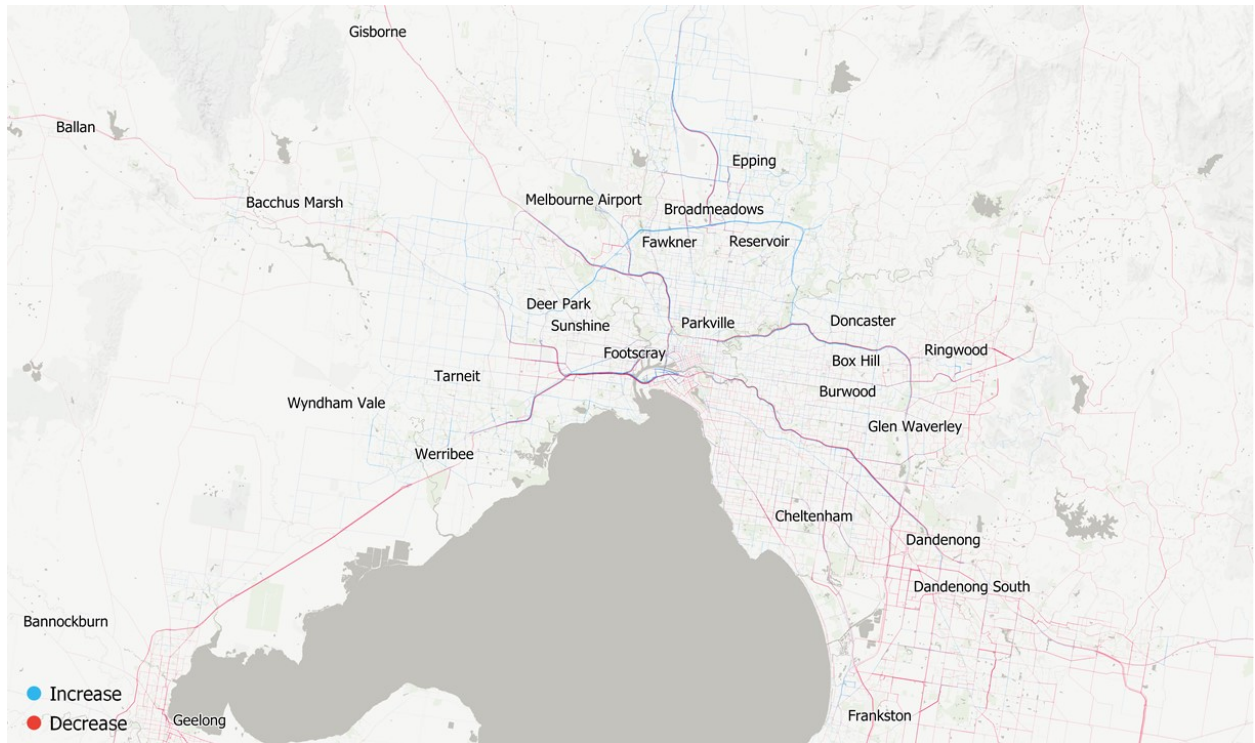 Gisborne
Ballan
Epping
Bacchus Marsh
Melbourne Airport
Broadmeadows
Fawkner
Reservoir
Deer Park
Sunshine
Parkville
Doncaster
Footscray
Box Hill
Ringwood
Tarneit
Burwood
Wyndham Vale
Glen Waverley
Werribee
Cheltenham
Dandenong
Dandenong South
Bannockburn
Increase
Decrease
Geelong
Frankston